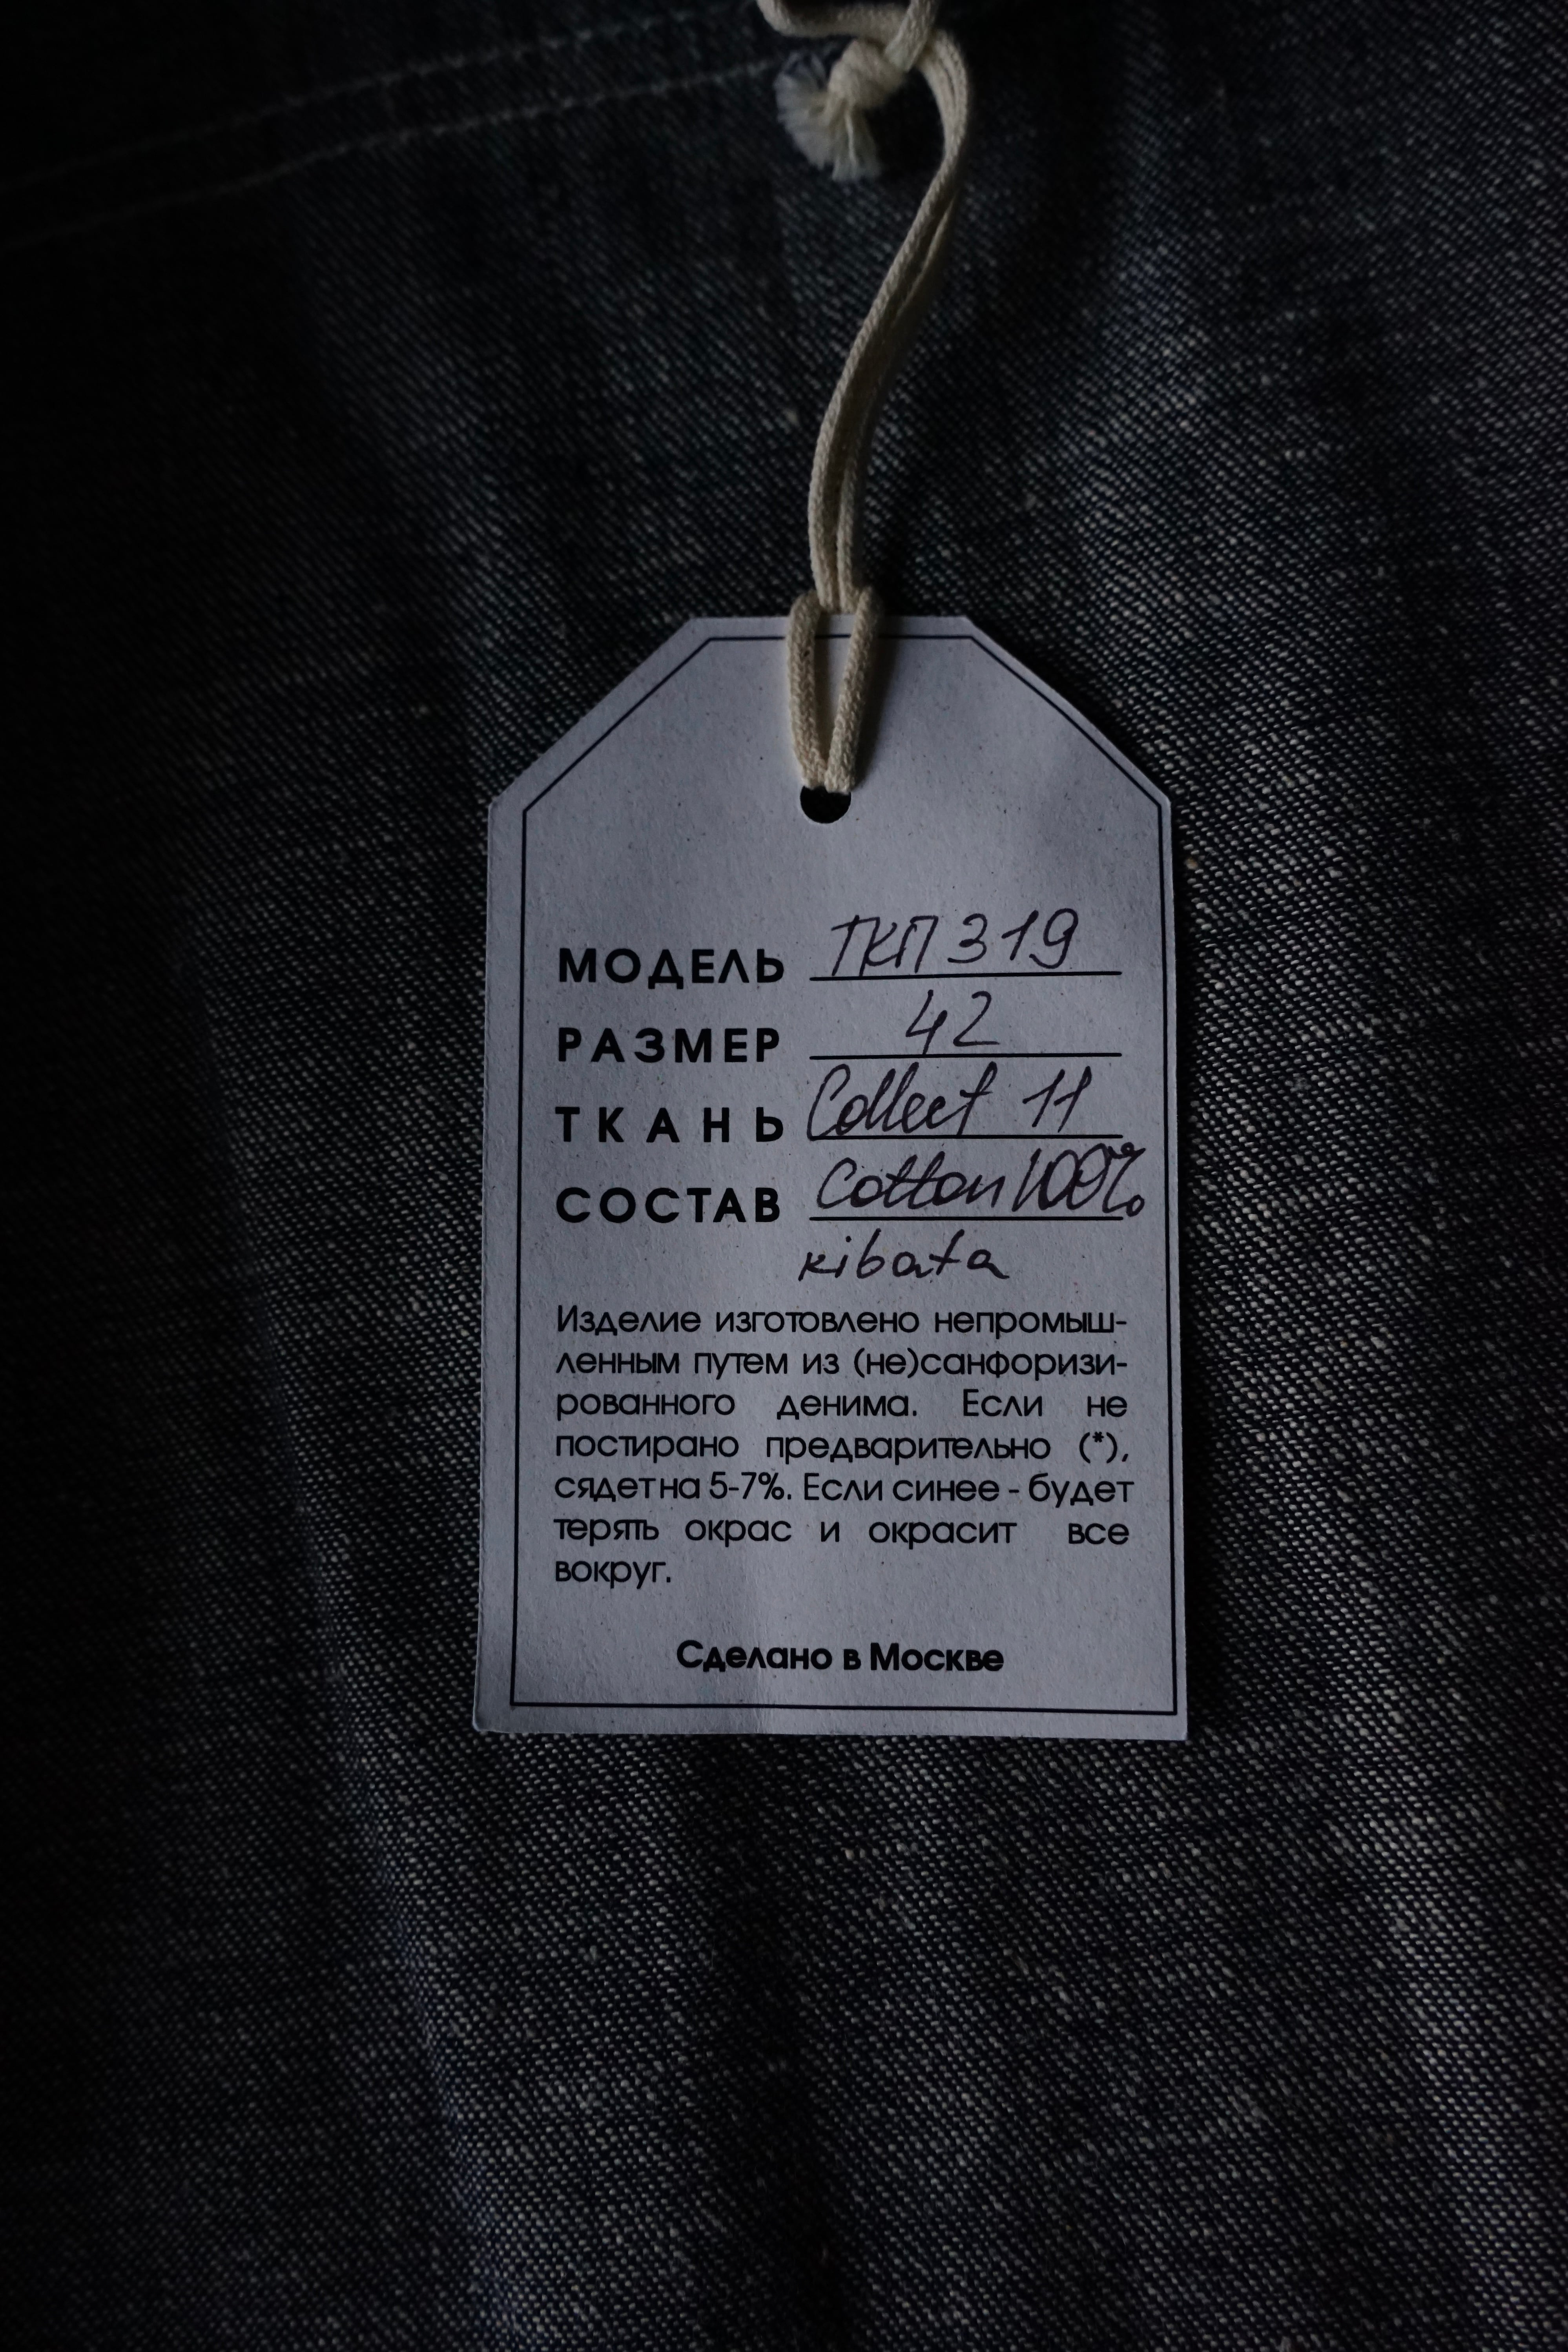 МОДЕЛЬ ТКП 319
РАЗМЕР 42
ТКАНЬ Collect 11
СОСТАВ Cotton 100%
kibata
Изделие изготовлено непромыш-
ленным путем из (не)санфоризи-
рованного денима. Если не
постирано предварительно (*),
сядет на 5-7%. Если синее - будет
терять окрас и окрасит все
вокруг.
Сделано в Москве